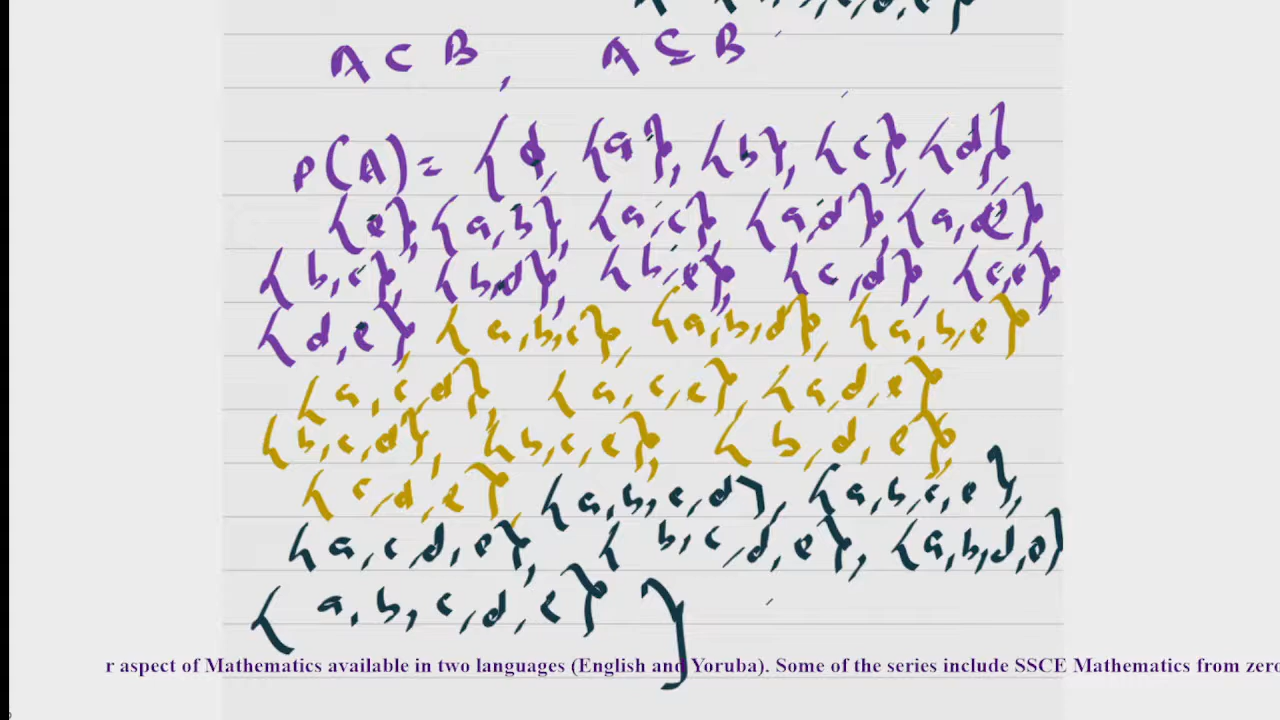 A ⊂ B, A ⊆ B
P(A) = { φ, {a}, {b}, {c}, {d},
{e}, {a,b}, {a,c}, {a,d}, {a,e}
{b,c}, {b,d}, {b,e}, {c,d}, {c,e}
{d,e}, {a,b,c}, {a,b,d}, {a,b,e}
{a,c,d}, {a,c,e}, {a,d,e}
{b,c,d}, {b,c,e}, {b,d,e},
{c,d,e}, {a,b,c,d}, {a,b,c,e},
{a,c,d,e}, {b,c,d,e}, {a,b,d,e}
{a,b,c,d,e} }
r aspect of Mathematics available in two languages (English and Yoruba). Some of the series include SSCE Mathematics from zero